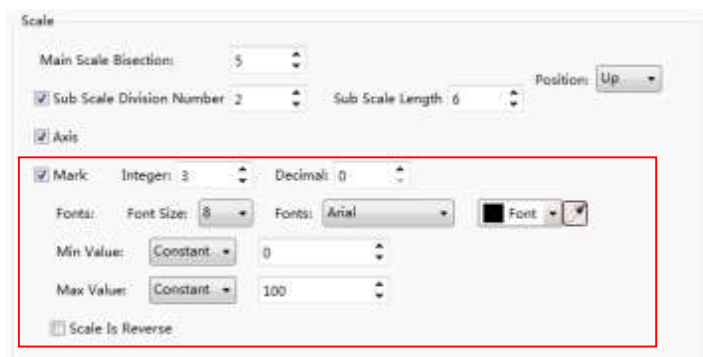 Scale
Main Scale Bisection: 5
Position: Up
Sub Scale Division Number 2 Sub Scale Length 6
Axis
Mark Integer: 3 Decimal: 0
Fonts: Font Size: 8 Fonts: Arial Font
Min Value: Constant 0
Max Value: Constant 100
Scale Is Reverse